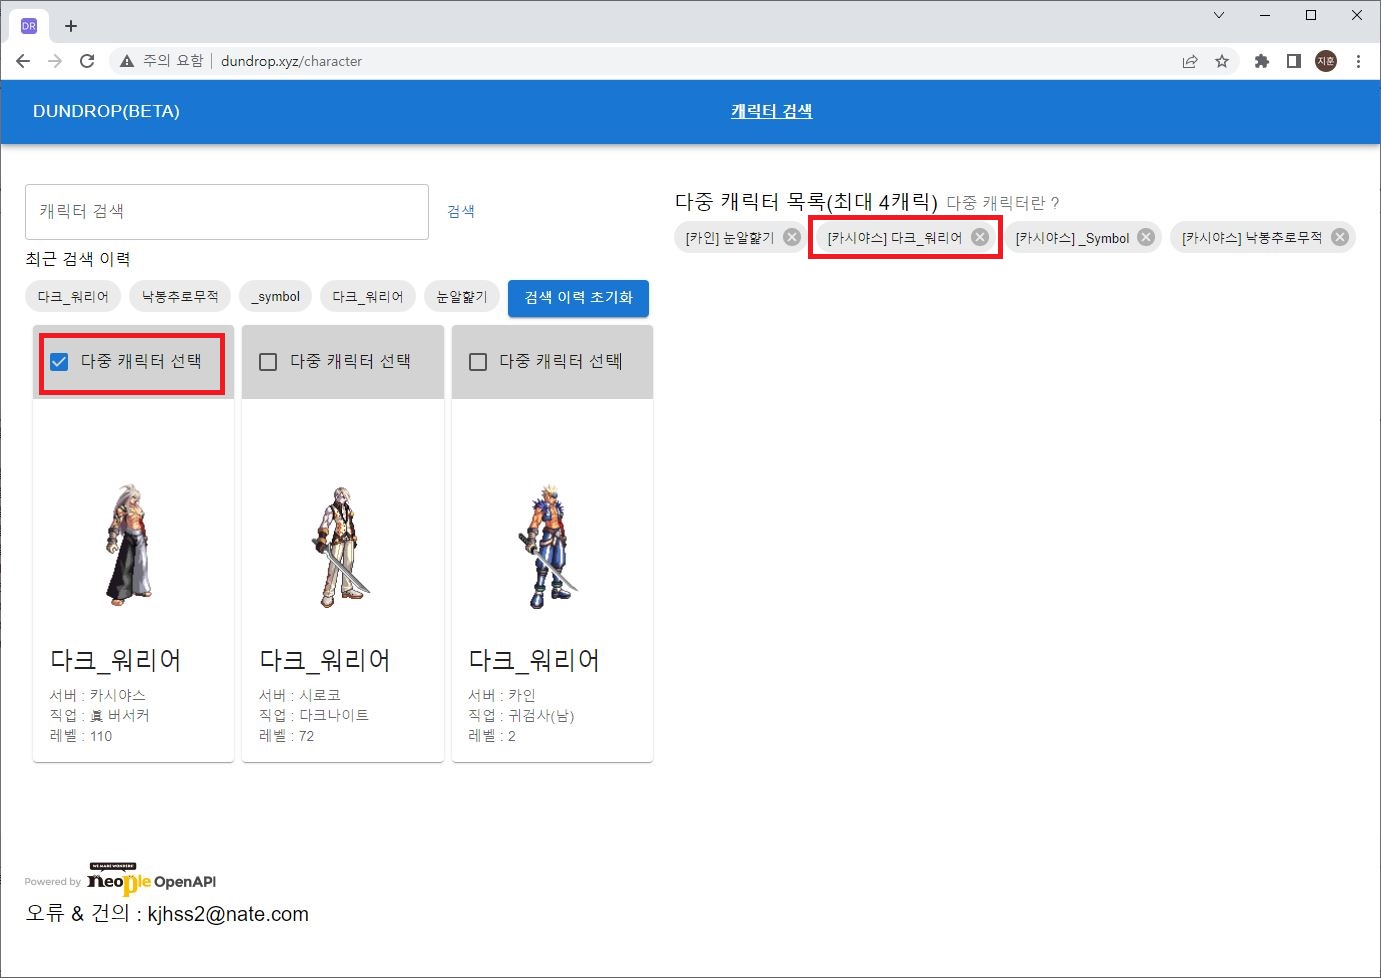 DR
주의 요함 | dundrop.xyz/character
지훈
DUNDROP(BETA)
캐릭터 검색
캐릭터 검색
검색
최근 검색 이력
다크_워리어
낙봉추로무적
_symbol
다크_워리어
눈알핥기
검색 이력 초기화
다중 캐릭터 목록(최대 4캐릭) 다중 캐릭터란 ?
[카인] 눈알핥기
[카시야스] 다크_워리어
[카시야스] _Symbol
[카시야스] 낙봉추로무적
다중 캐릭터 선택
다크_워리어
서버 : 카시야스
직업 : 眞 버서커
레벨 : 110
다중 캐릭터 선택
다크_워리어
서버 : 시로코
직업 : 다크나이트
레벨 : 72
다중 캐릭터 선택
다크_워리어
서버 : 카인
직업 : 귀검사(남)
레벨 : 2
WE MAKE WONDERS!
Powered by neople OpenAPI
오류 & 건의 : kjhss2@nate.com